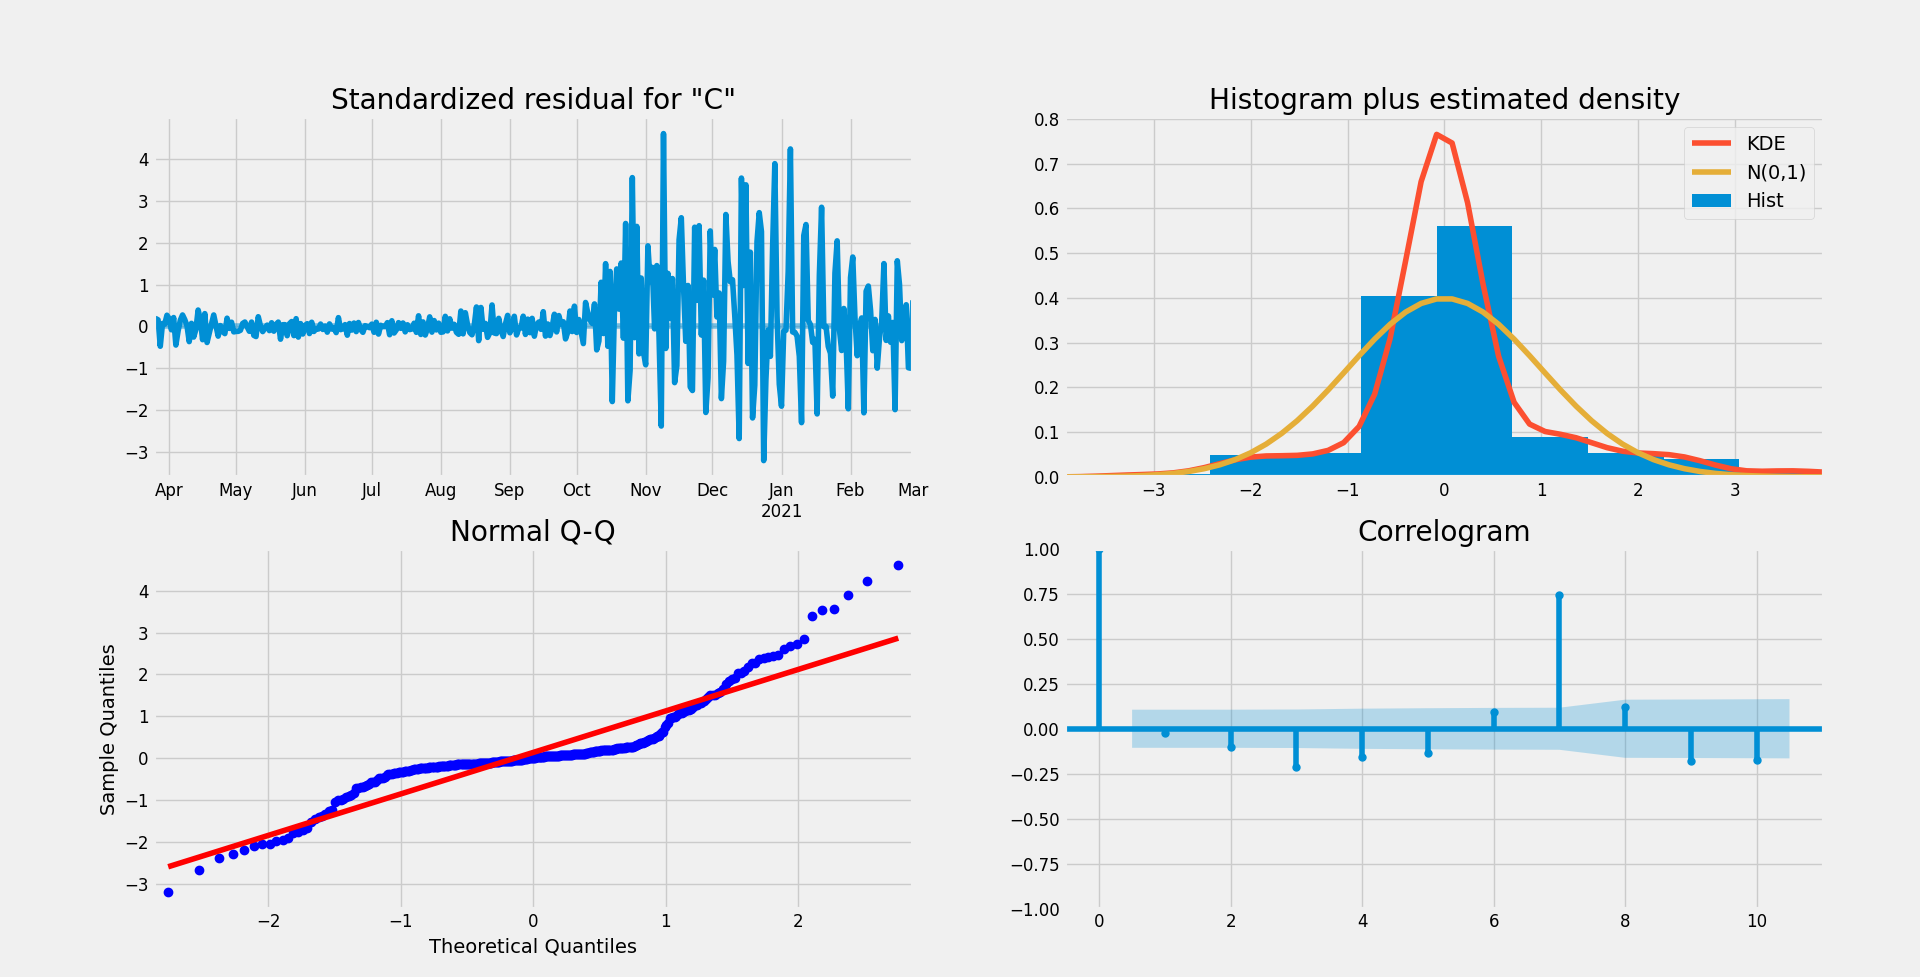 Standardized residual for "C"
4
3
2
1
0
−1
−2
−3
Apr May Jun Jul Aug Sep Oct Nov Dec Jan Feb Mar
2021
Histogram plus estimated density
0.8
0.7
0.6
0.5
0.4
0.3
0.2
0.1
0.0
KDE
N(0,1)
Hist
−3 −2 −1 0 1 2 3
Normal Q-Q
Sample Quantiles
4
3
2
1
0
−1
−2
−3
−2 −1 0 1 2
Theoretical Quantiles
Correlogram
1.00
0.75
0.50
0.25
0.00
−0.25
−0.50
−0.75
−1.00
0 2 4 6 8 10